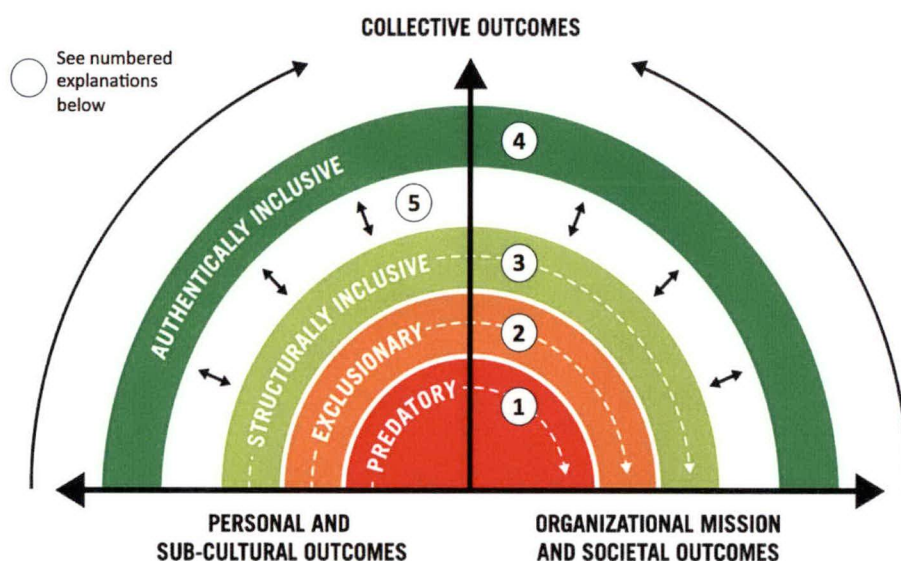 COLLECTIVE OUTCOMES
See numbered
explanations
below
4
5
AUTHENTICALLY INCLUSIVE
3
STRUCTURALLY INCLUSIVE
2
EXCLUSIONARY
1
PREDATORY
PERSONAL AND
SUB-CULTURAL OUTCOMES
ORGANIZATIONAL MISSION
AND SOCIETAL OUTCOMES